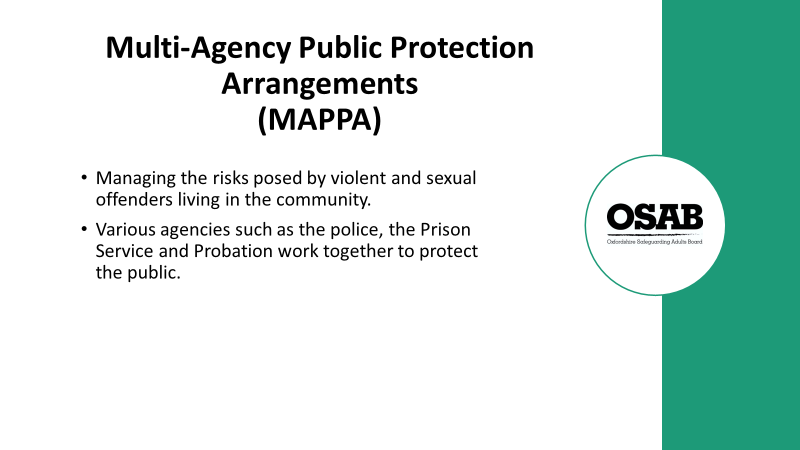 Multi-Agency Public Protection
Arrangements
(MAPPA)
• Managing the risks posed by violent and sexual
offenders living in the community.
• Various agencies such as the police, the Prison
Service and Probation work together to protect
the public.
OSAB
Oxfordshire Safeguarding Adults Board